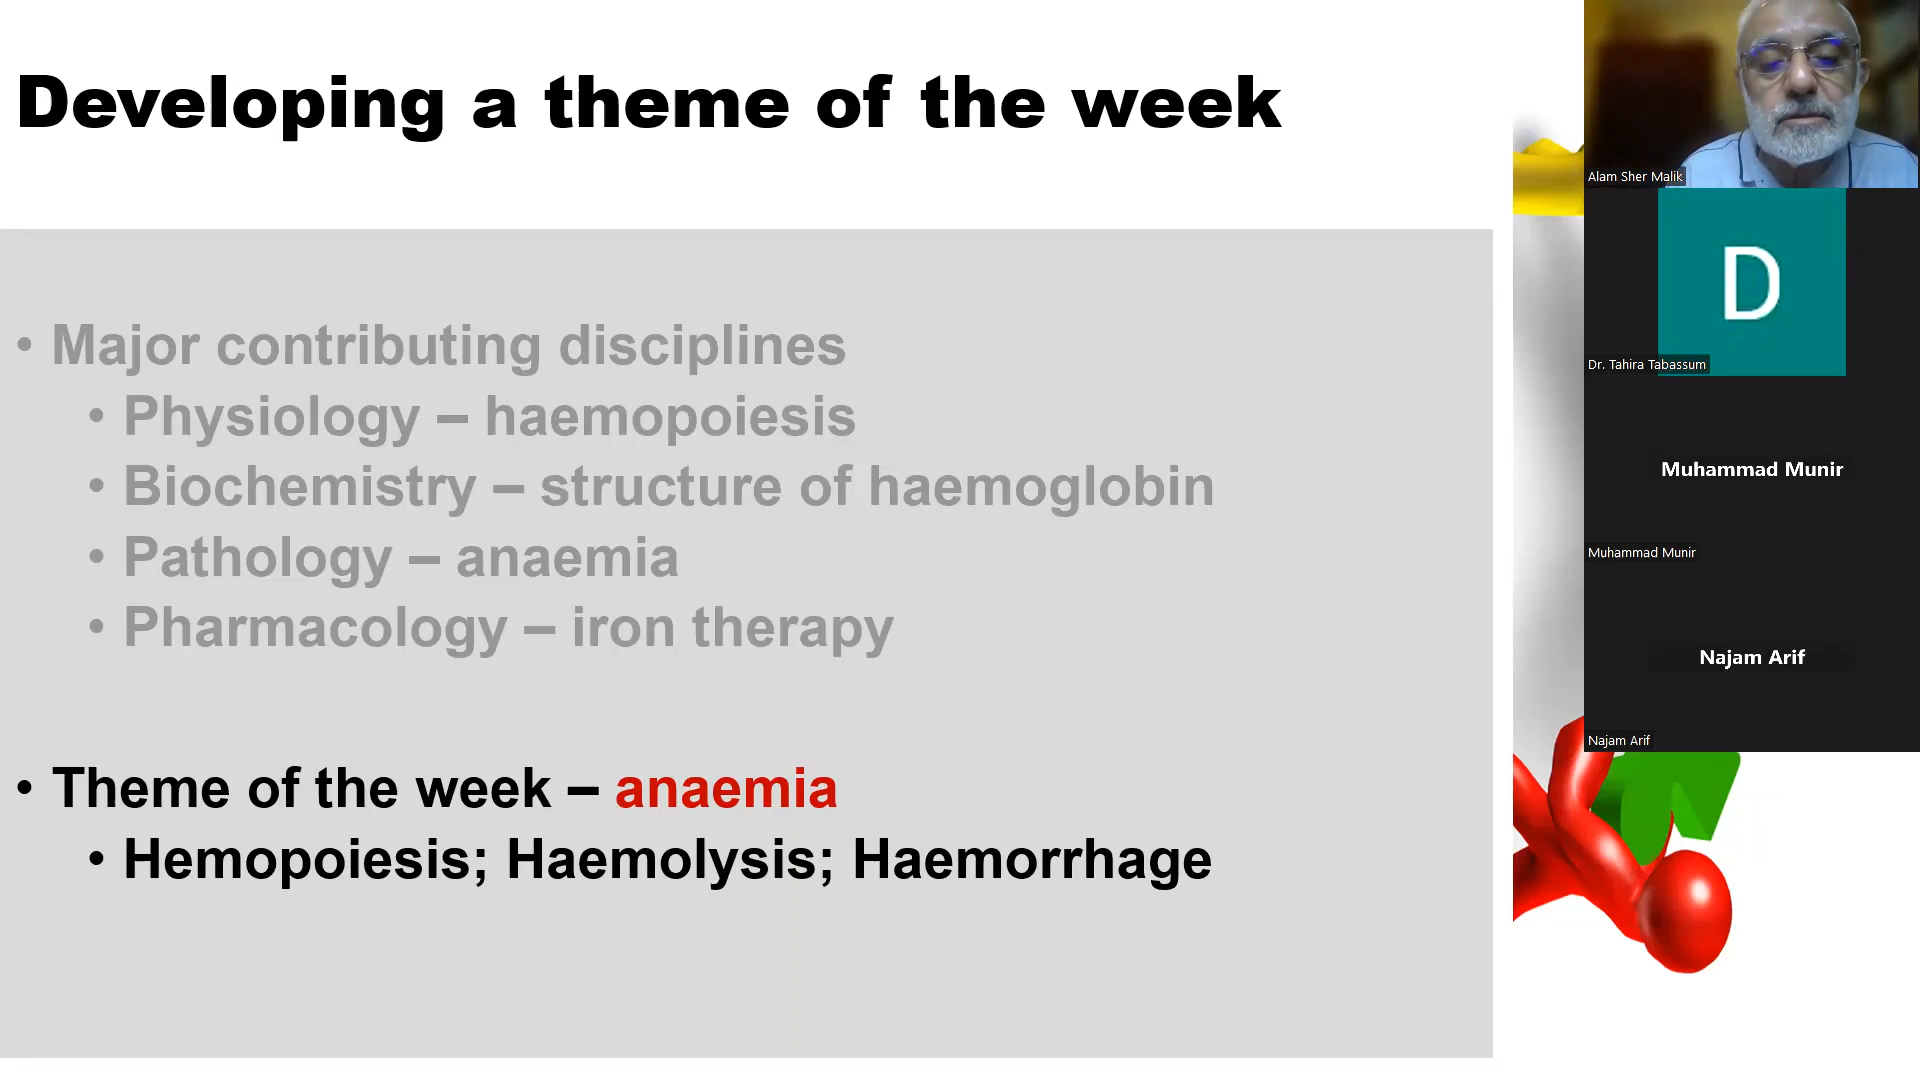 Developing a theme of the week
• Major contributing disciplines
• Physiology – haemopoiesis
• Biochemistry – structure of haemoglobin
• Pathology – anaemia
• Pharmacology – iron therapy
• Theme of the week – anaemia
• Hemopoiesis; Haemolysis; Haemorrhage
Alam Sher Malik
D
Dr. Tahira Tabassum
Muhammad Munir
Muhammad Munir
Najam Arif
Najam Arif